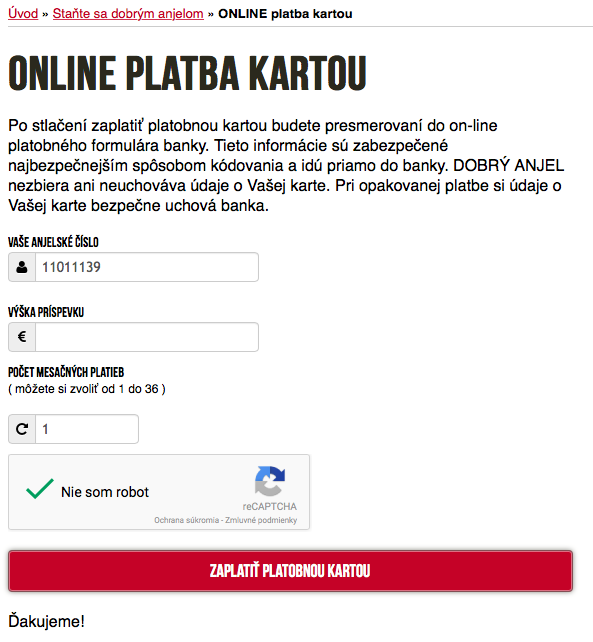 Úvod » Staňte sa dobrým anjelom » ONLINE platba kartou
ONLINE PLATBA KARTOU
Po stlačení zaplatiť platobnou kartou budete presmerovaní do on-line
platobného formulára banky. Tieto informácie sú zabezpečené
najbezpečnejším spôsobom kódovania a idú priamo do banky. DOBRÝ ANJEL
nezbiera ani neuchováva údaje o Vašej karte. Pri opakovanej platbe si údaje o
Vašej karte bezpečne uchová banka.
VAŠE ANJELSKÉ ČÍSLO
11011139
VÝŠKA PRÍSPEVKU
€
POČET MESAČNÝCH PLATIEB
( môžete si zvoliť od 1 do 36 )
1
Nie som robot
reCAPTCHA
Ochrana súkromia - Zmluvné podmienky
ZAPLATIŤ PLATOBNOU KARTOU
Ďakujeme!